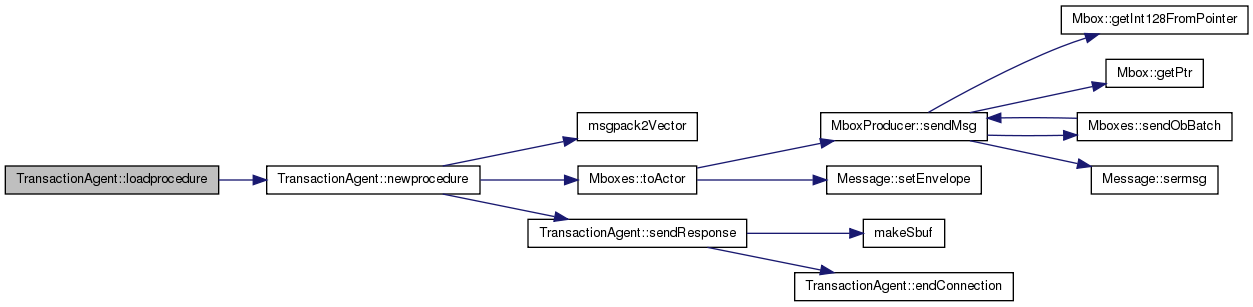 TransactionAgent::loadprocedure
TransactionAgent::newprocedure
msgpack2Vector
Mboxes::toActor
TransactionAgent::sendResponse
MboxProducer::sendMsg
Message::setEnvelope
makeSbuf
TransactionAgent::endConnection
Mbox::getInt128FromPointer
Mbox::getPtr
Mboxes::sendObBatch
Message::sermsg